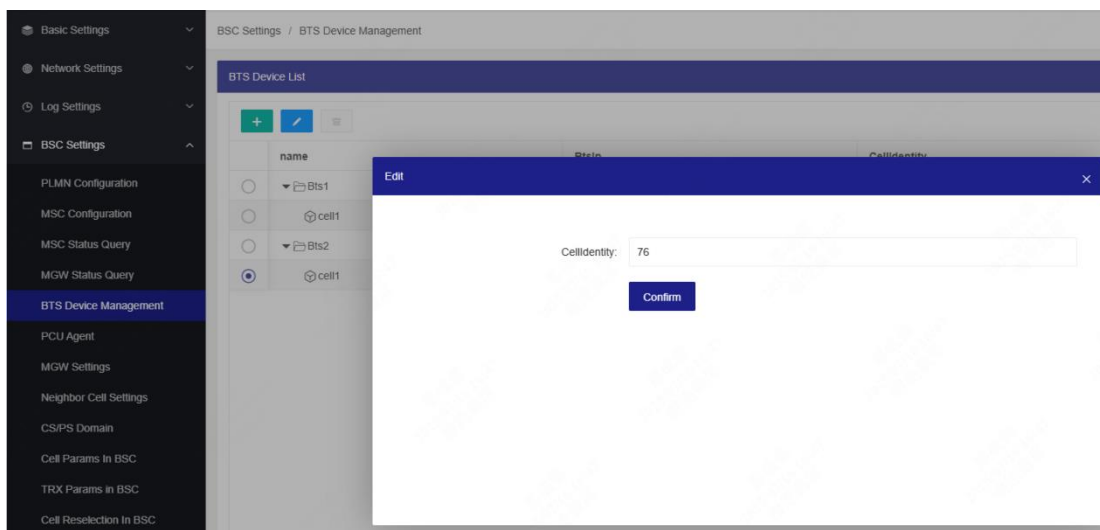 Basic Settings
Network Settings
Log Settings
BSC Settings
PLMN Configuration
MSC Configuration
MSC Status Query
MGW Status Query
BTS Device Management
PCU Agent
MGW Settings
Neighbor Cell Settings
CS/PS Domain
Cell Params In BSC
TRX Params in BSC
Cell Reselection In BSC
BSC Settings / BTS Device Management
BTS Device List
name BtsIp CellIdentity
Bts1
cell1
Bts2
cell1
Edit
CellIdentity: 76
Confirm